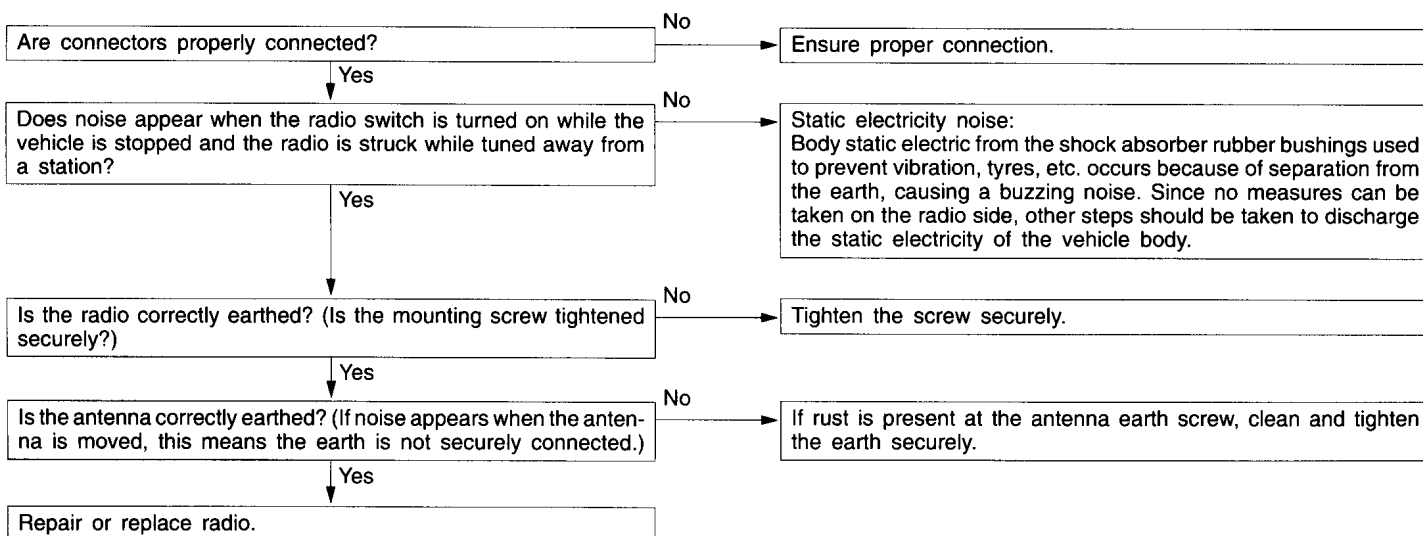 No
Are connectors properly connected?
Ensure proper connection.
Yes
No
Does noise appear when the radio switch is turned on while the
vehicle is stopped and the radio is struck while tuned away from
a station?
Static electricity noise:
Body static electric from the shock absorber rubber bushings used
to prevent vibration, tyres, etc. occurs because of separation from
the earth, causing a buzzing noise. Since no measures can be
taken on the radio side, other steps should be taken to discharge
the static electricity of the vehicle body.
Yes
No
Is the radio correctly earthed? (Is the mounting screw tightened
securely?)
Tighten the screw securely.
Yes
No
Is the antenna correctly earthed? (If noise appears when the anten-
na is moved, this means the earth is not securely connected.)
If rust is present at the antenna earth screw, clean and tighten
the earth securely.
Yes
Repair or replace radio.